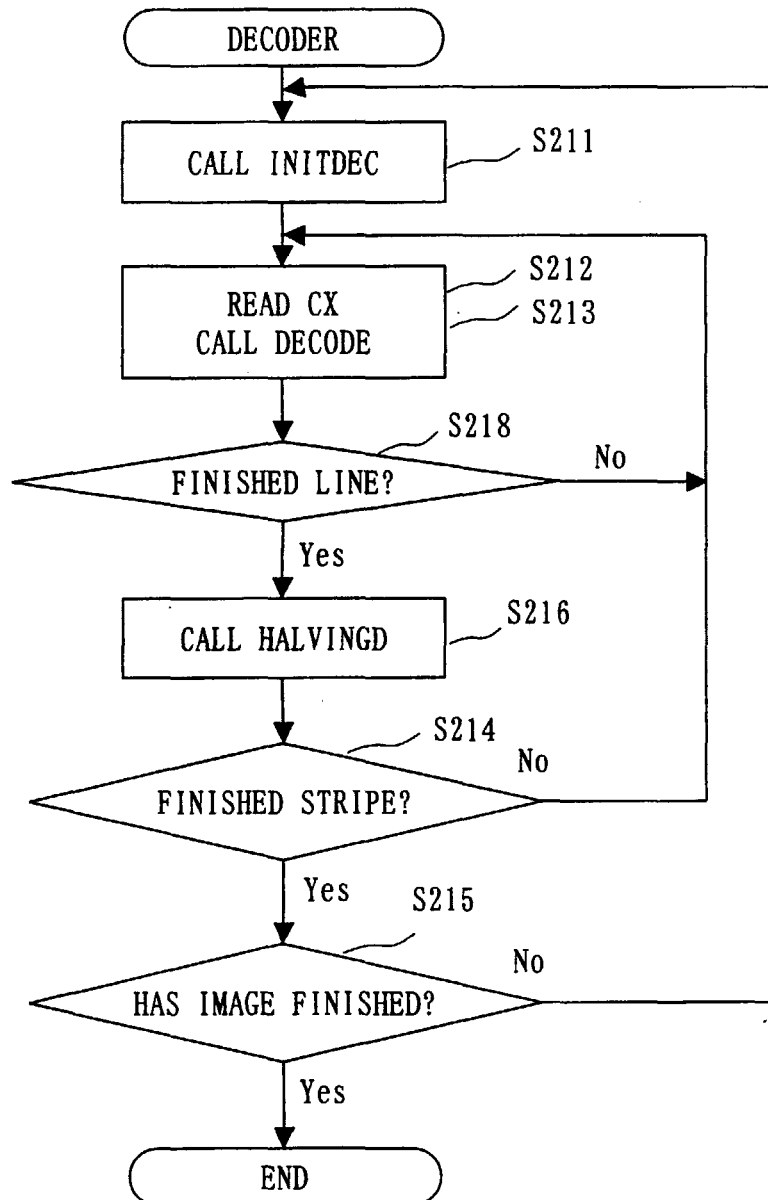 DECODER
CALL INITDEC
S211
READ CX
CALL DECODE
S212
S213
FINISHED LINE?
S218
No
Yes
CALL HALVINGD
S216
FINISHED STRIPE?
S214
No
Yes
HAS IMAGE FINISHED?
S215
No
Yes
END